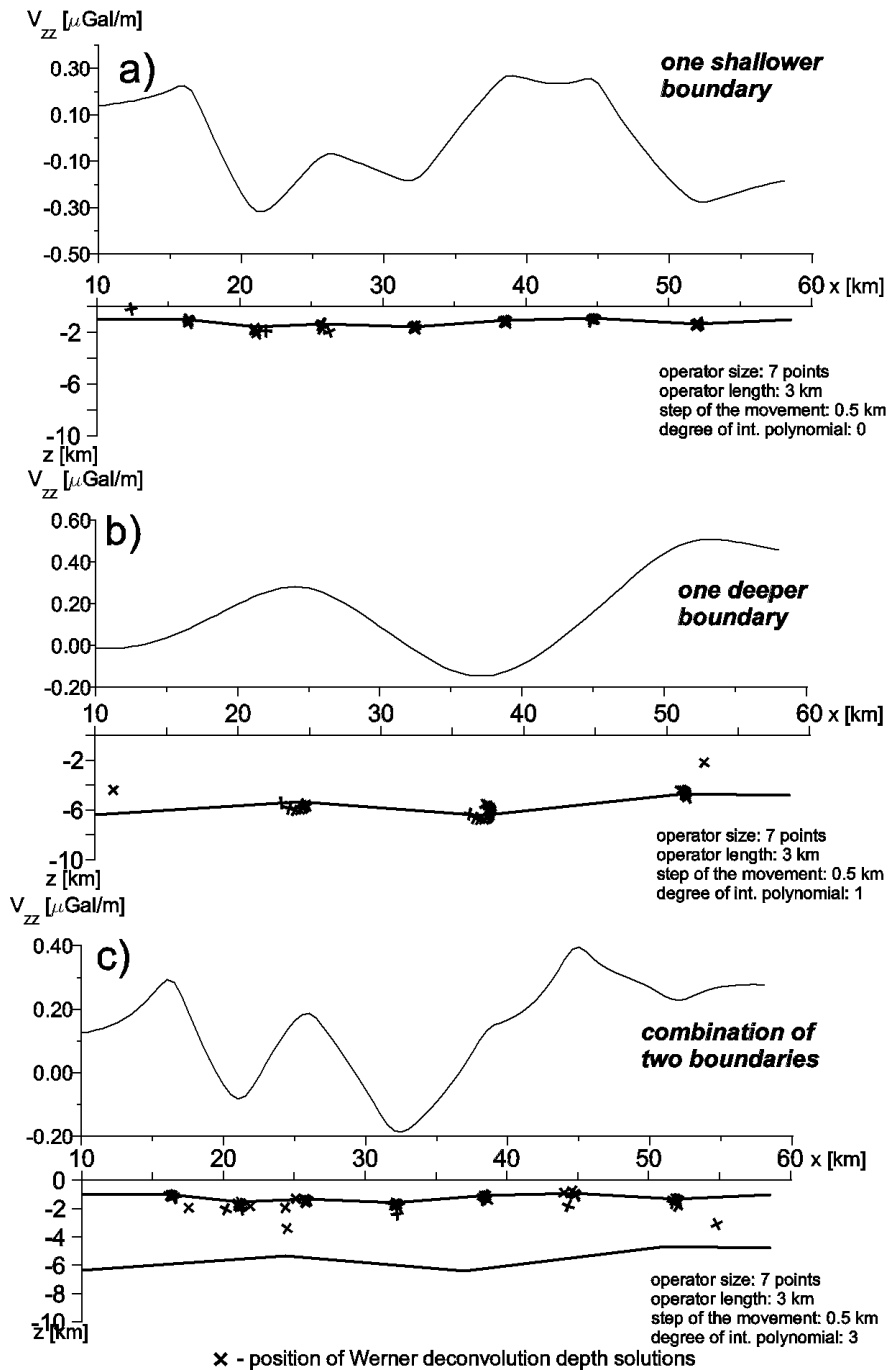 V_zz [μGal/m]
a)
one shallower
boundary
0.30
0.10
-0.10
-0.30
-0.50
10 20 30 40 50 60 x [km]
-2
-6
-10
z [km]
operator size: 7 points
operator length: 3 km
step of the movement: 0.5 km
degree of int. polynomial: 0
V_zz [μGal/m]
b)
0.60
0.40
0.20
0.00
-0.20
one deeper
boundary
10 20 30 40 50 60 x [km]
-2
-6
-10
z [km]
operator size: 7 points
operator length: 3 km
step of the movement: 0.5 km
degree of int. polynomial: 1
V_zz [μGal/m]
c)
0.40
0.20
0.00
-0.20
combination of
two boundaries
10 20 30 40 50 60 x [km]
0
-2
-4
-6
-8
-10
z [km]
operator size: 7 points
operator length: 3 km
step of the movement: 0.5 km
degree of int. polynomial: 3
× - position of Werner deconvolution depth solutions